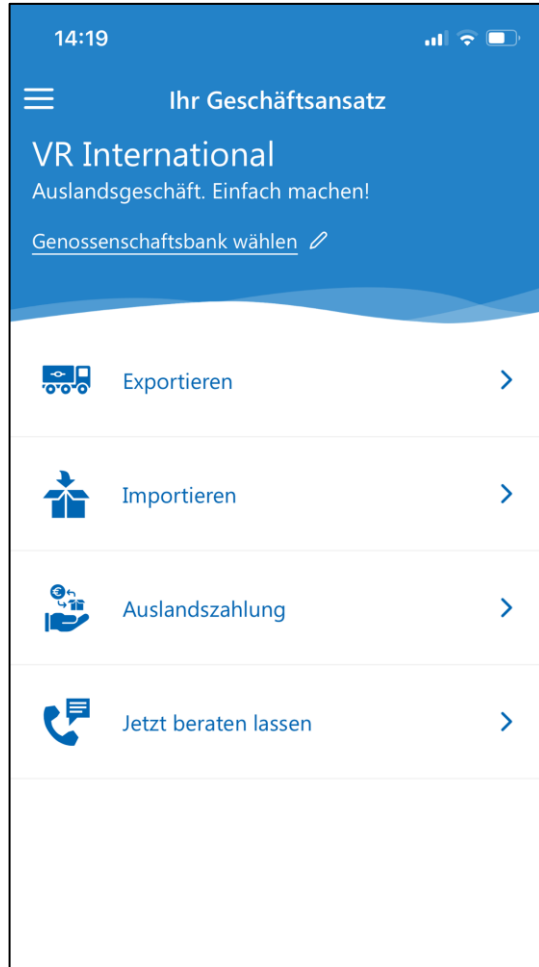 14:19
Ihr Geschäftsansatz
VR International
Auslandsgeschäft. Einfach machen!
Genossenschaftsbank wählen
Exportieren
Importieren
€
Auslandszahlung
Jetzt beraten lassen